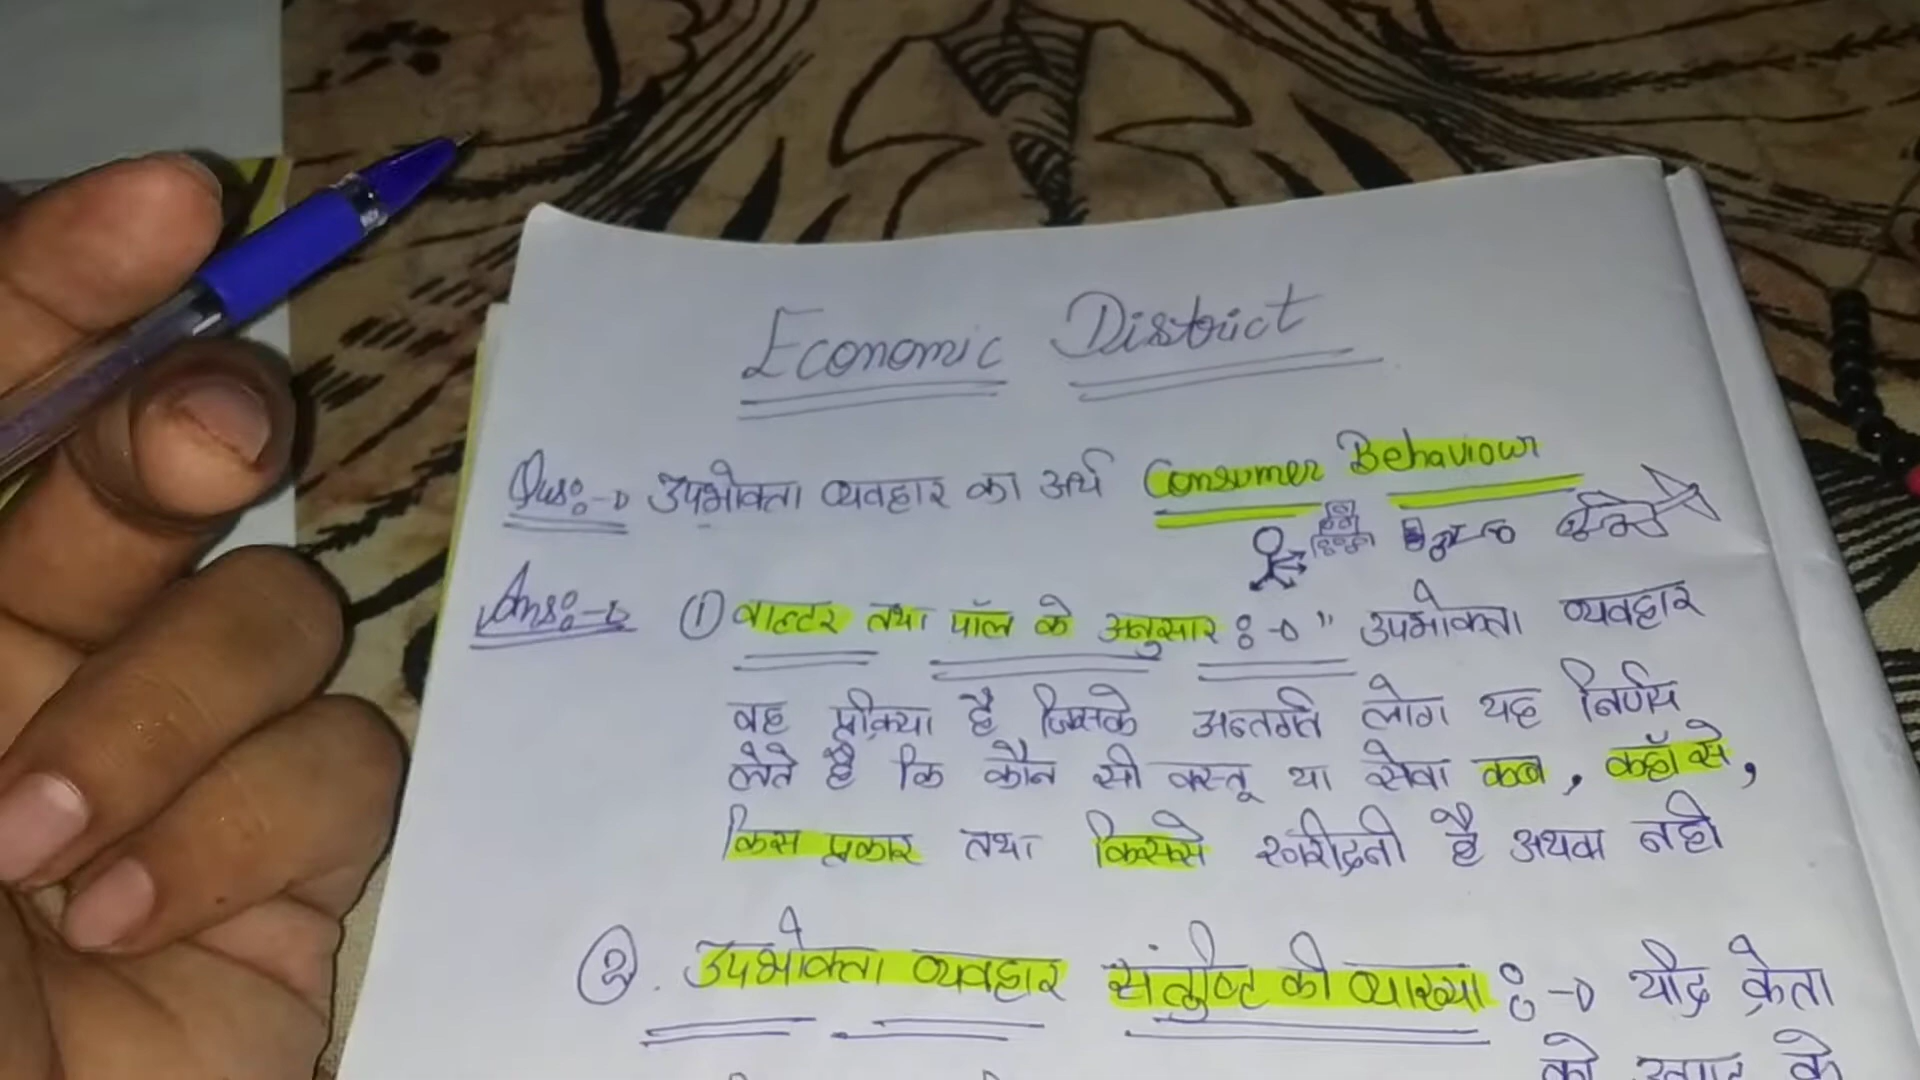 Economic District
Ques:- उपभोक्ता व्यवहार का अर्थ Consumer Behaviour
Ans:- ① वाल्टर तथा पॉल के अनुसार :- " उपभोक्ता व्यवहार
वह प्रक्रिया है जिसके अन्तर्गत लोग यह निर्णय
लेते है कि कौन सी वस्तू या सेवा कब, कहाँ से,
किस प्रकार तथा किससे खरीदनी है अथवा नही
②. उपभोक्ता व्यवहार संतुष्टि की व्याख्या :- यदि क्रेता
को उत्पाद के